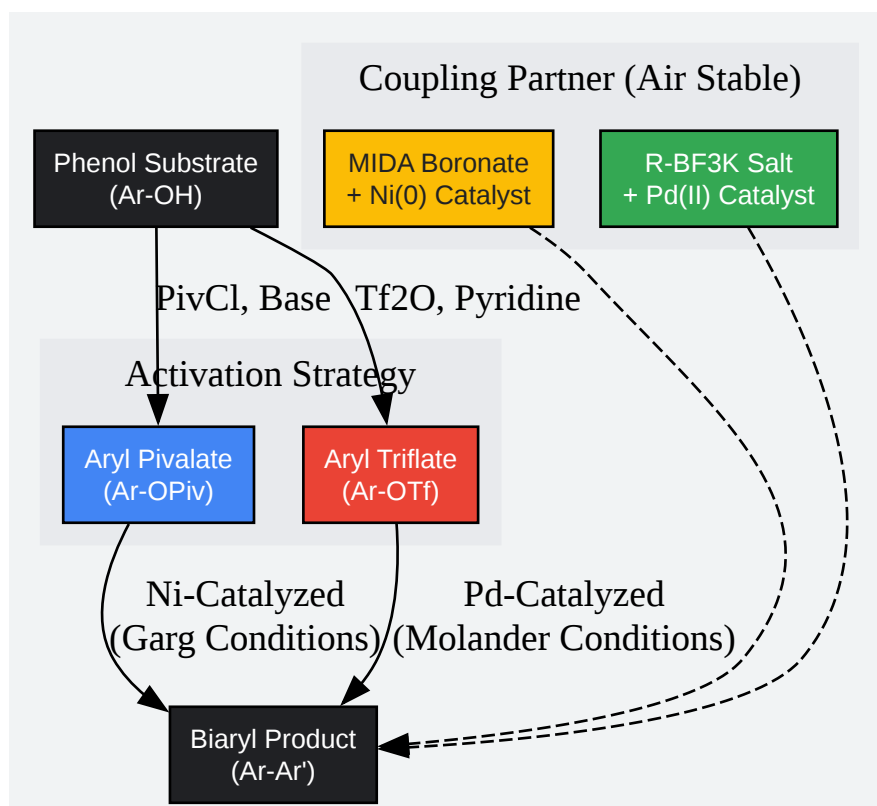 Coupling Partner (Air Stable)
Phenol Substrate
(Ar-OH)
MIDA Boronate
+ Ni(0) Catalyst
R-BF3K Salt
+ Pd(II) Catalyst
PivCl, Base
Tf2O, Pyridine
Activation Strategy
Aryl Pivalate
(Ar-OPiv)
Aryl Triflate
(Ar-OTf)
Ni-Catalyzed
(Garg Conditions)
Pd-Catalyzed
(Molander Conditions)
Biaryl Product
(Ar-Ar')